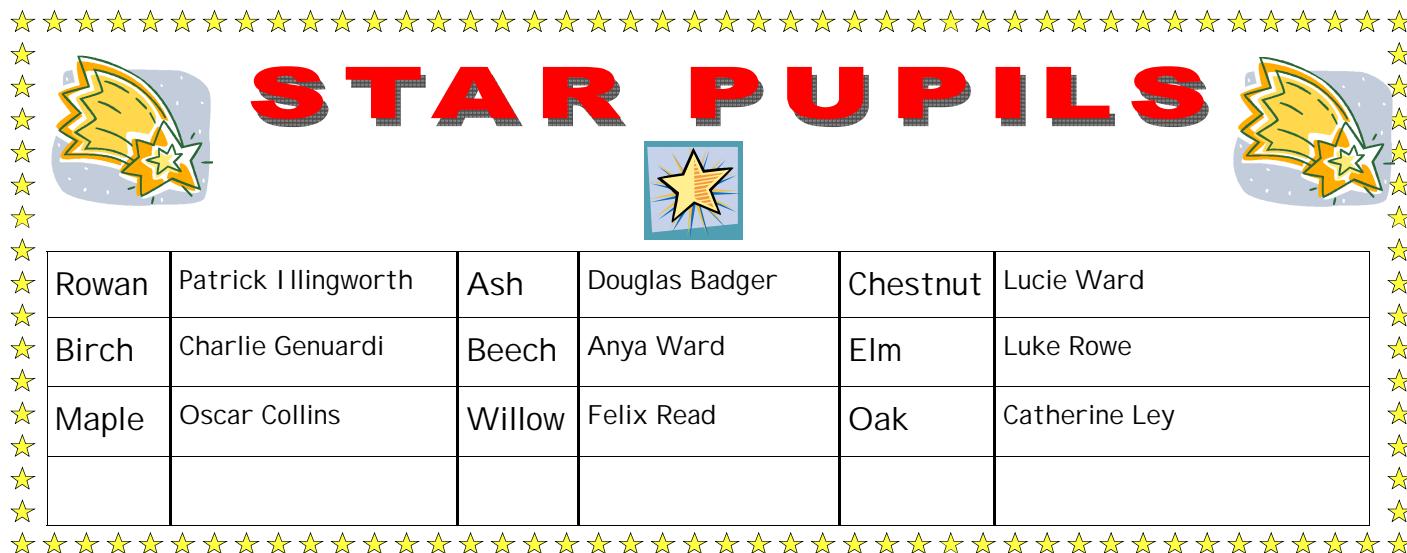 STAR PUPILS
Rowan Patrick Illingworth Ash Douglas Badger Chestnut Lucie Ward
Birch Charlie Genuardi Beech Anya Ward Elm Luke Rowe
Maple Oscar Collins Willow Felix Read Oak Catherine Ley